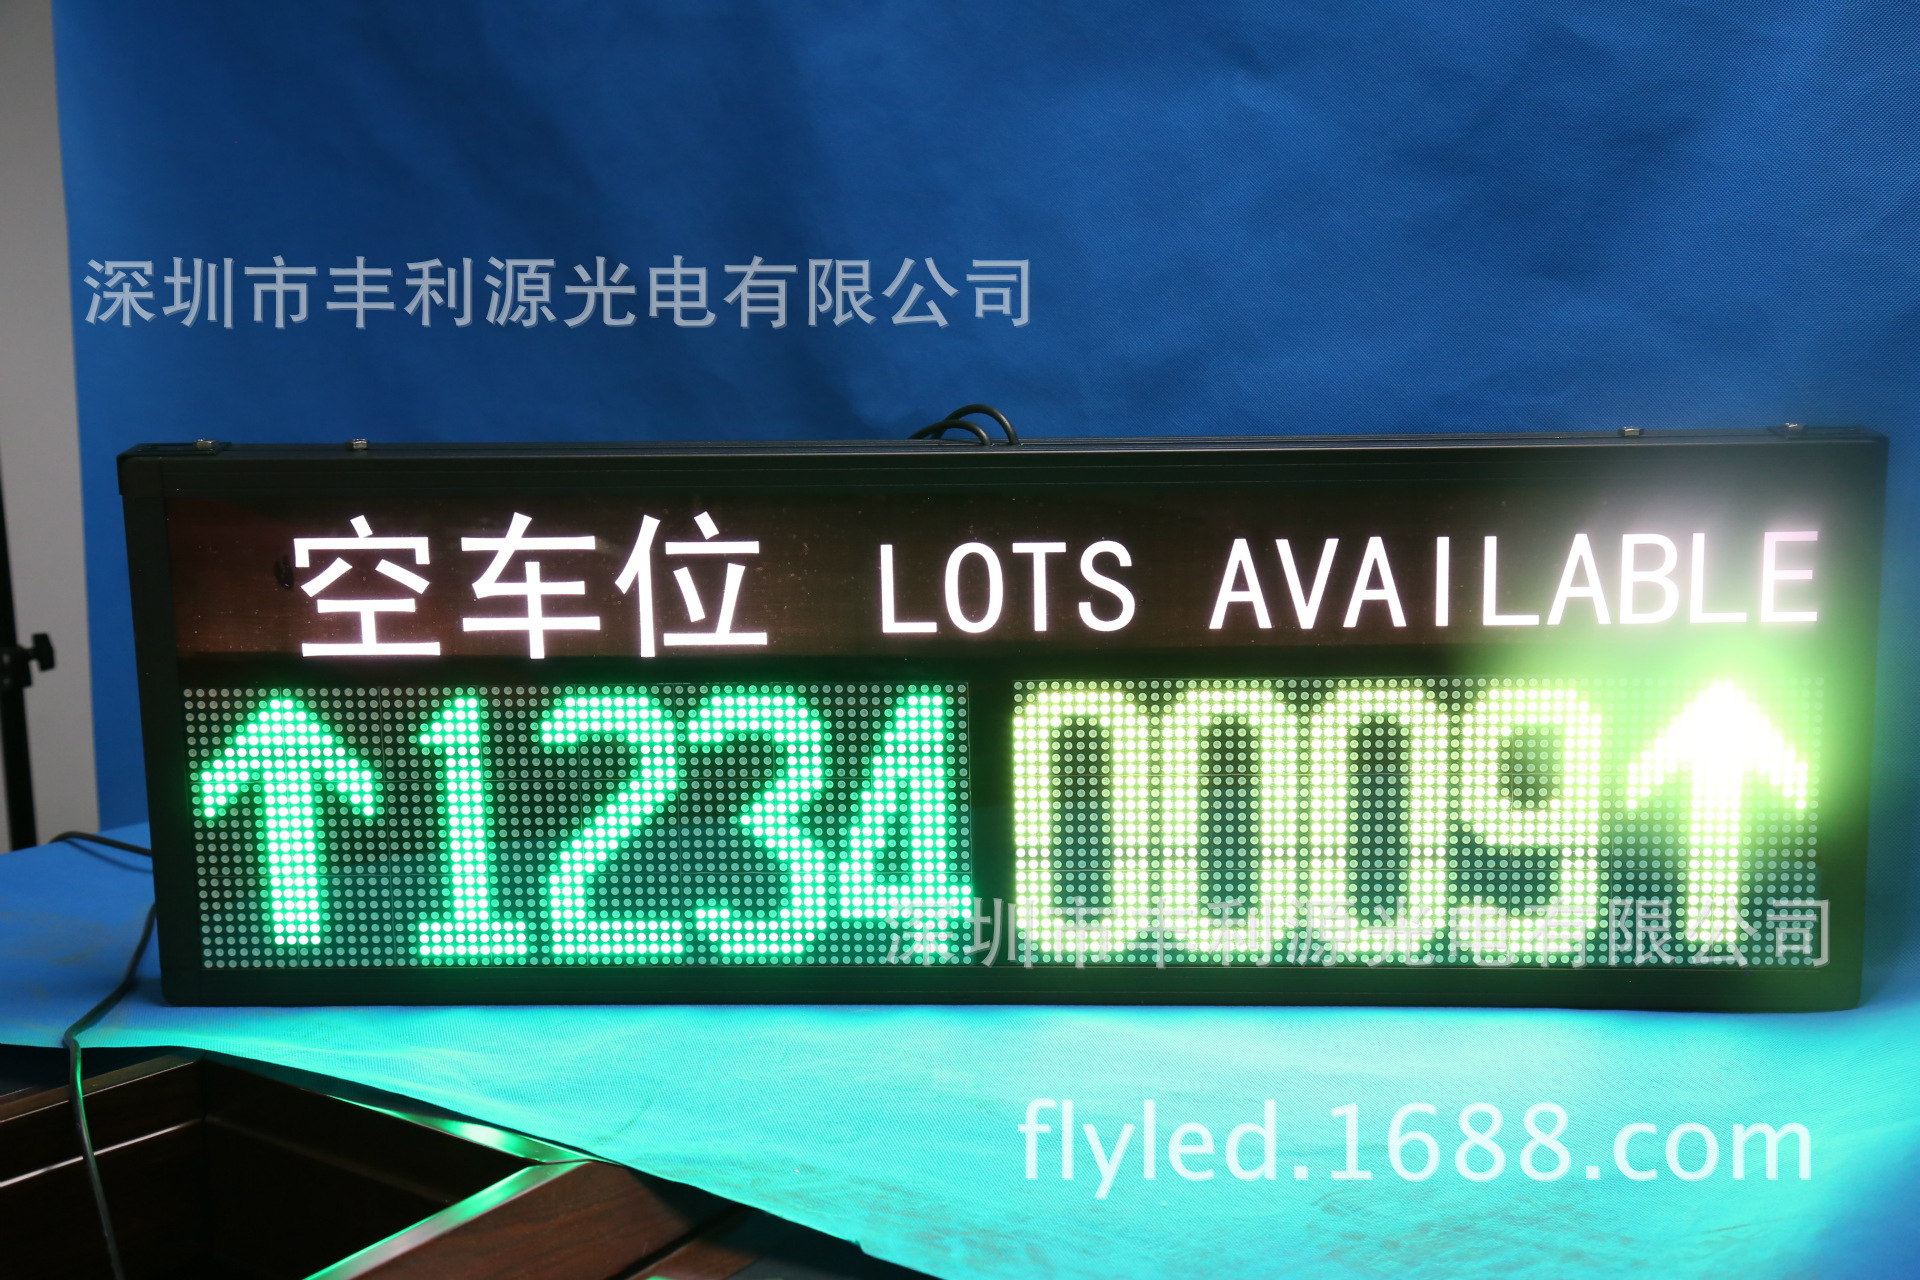 深圳市丰利源光电有限公司
空车位 LOTS AVAILABLE
↑1234 0009↑
深圳市丰利源光电有限公司
flyled.1688.com